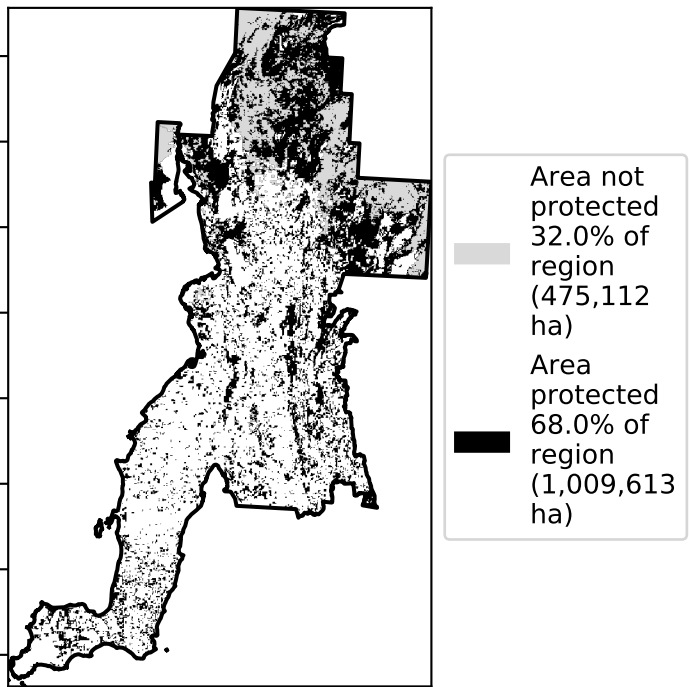 Area not
protected
32.0% of
region
(475,112
ha)
Area
protected
68.0% of
region
(1,009,613
ha)